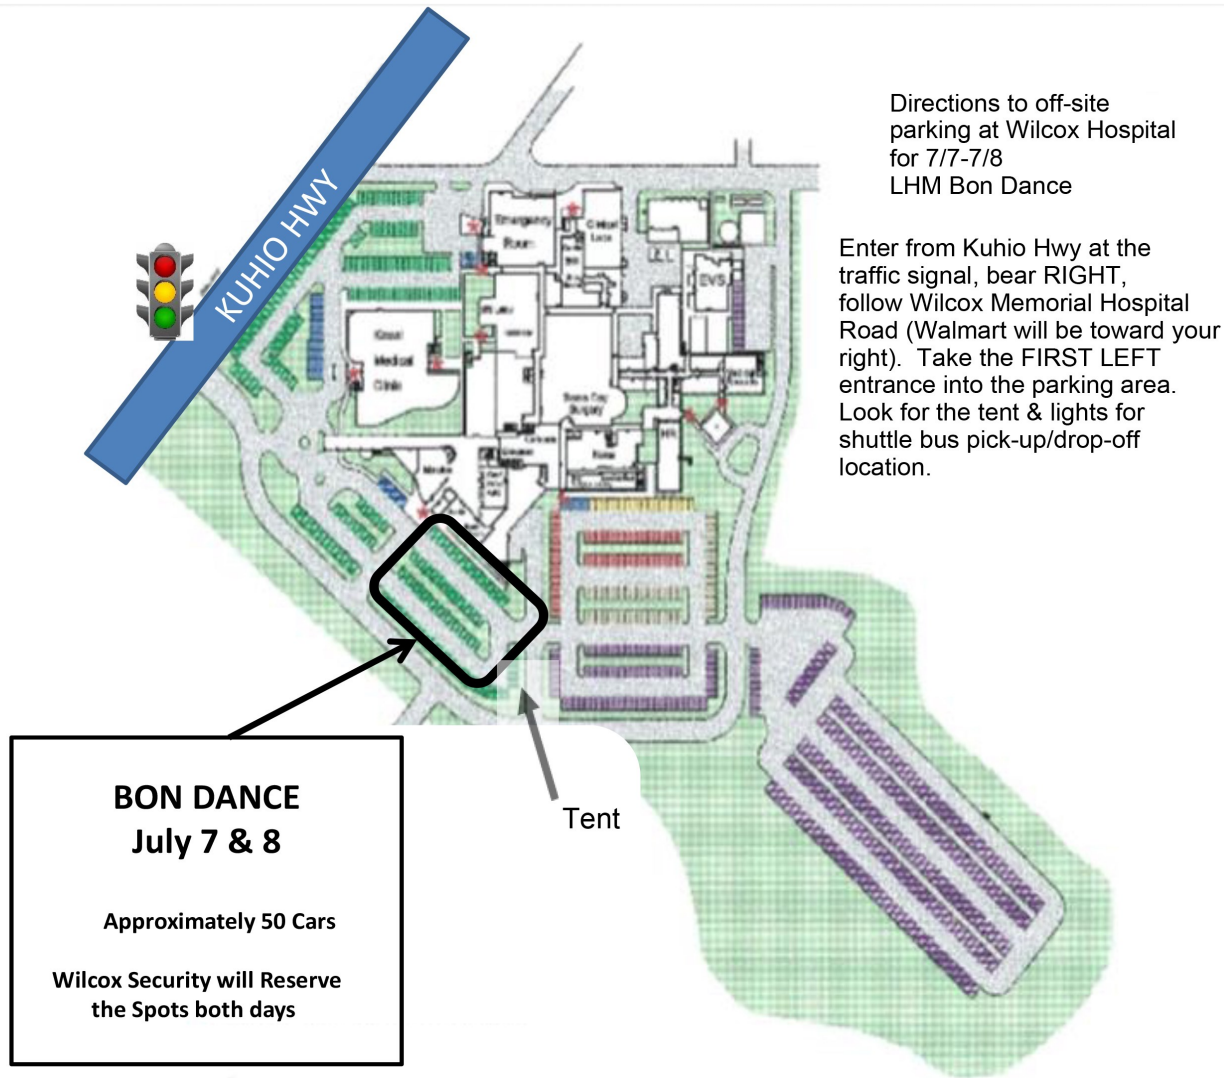 Directions to off-site
parking at Wilcox Hospital
for 7/7-7/8
LHM Bon Dance
Enter from Kuhio Hwy at the
traffic signal, bear RIGHT,
follow Wilcox Memorial Hospital
Road (Walmart will be toward your
right).  Take the FIRST LEFT
entrance into the parking area.
Look for the tent & lights for
shuttle bus pick-up/drop-off
location.
KUHIO HWY
Emergency
Room
EVS
Medical
Clinic
Surgery
Tent
BON DANCE
July 7 & 8
Approximately 50 Cars
Wilcox Security will Reserve
the Spots both days